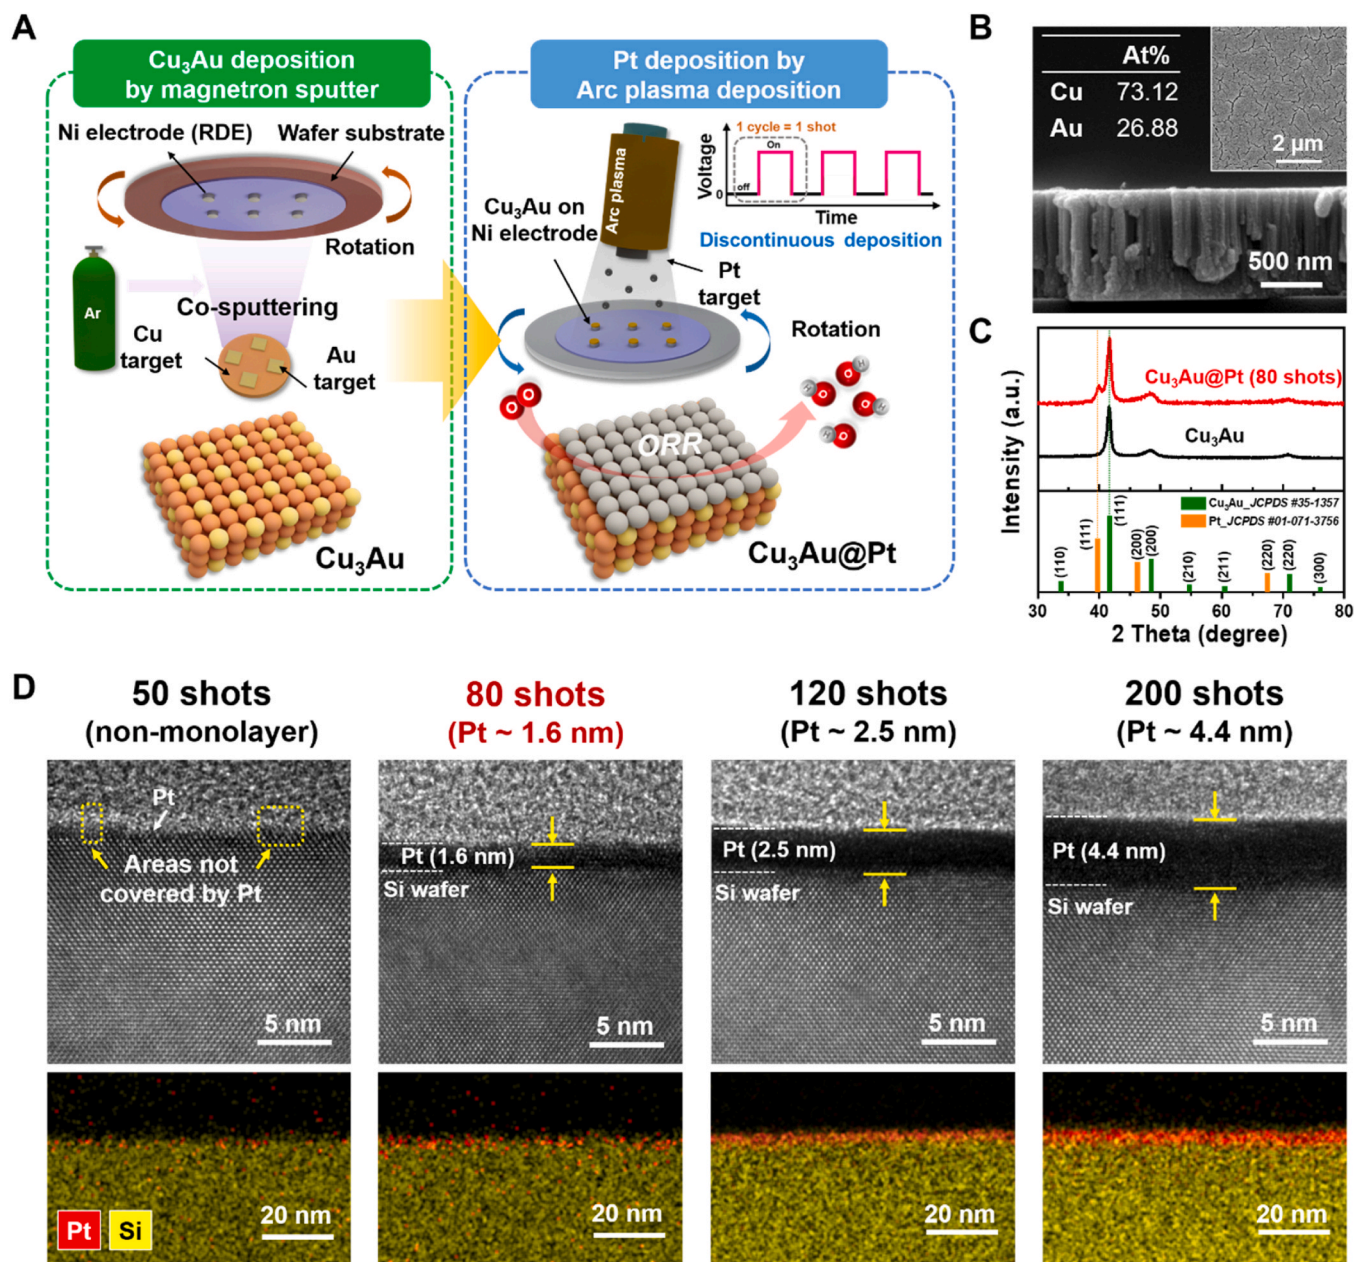 A
Cu₃Au deposition
by magnetron sputter
Ni electrode (RDE)
Wafer substrate
Rotation
Ar
Co-sputtering
Cu
target
Au
target
Cu₃Au
Pt deposition by
Arc plasma deposition
Arc plasma
1 cycle = 1 shot
On
off
0
Voltage
Time
Discontinuous deposition
Cu₃Au on
Ni electrode
Pt
target
Rotation
O O
H O H O H O H O
ORR
Cu₃Au@Pt
B
At%
Cu 73.12
Au 26.88
2 μm
500 nm
C
Intensity (a.u.)
Cu₃Au@Pt (80 shots)
Cu₃Au
Cu₃Au_JCPDS #35-1357
Pt_JCPDS #01-071-3756
(110)
(111)
(111)
(200)
(200)
(210)
(211)
(220)
(220)
(300)
30 40 50 60 70 80
2 Theta (degree)
D
50 shots
(non-monolayer)
80 shots
(Pt ~ 1.6 nm)
120 shots
(Pt ~ 2.5 nm)
200 shots
(Pt ~ 4.4 nm)
Pt
Areas not
covered by Pt
5 nm
Pt (1.6 nm)
Si wafer
5 nm
Pt (2.5 nm)
Si wafer
5 nm
Pt (4.4 nm)
Si wafer
5 nm
Pt Si
20 nm
20 nm
20 nm
20 nm